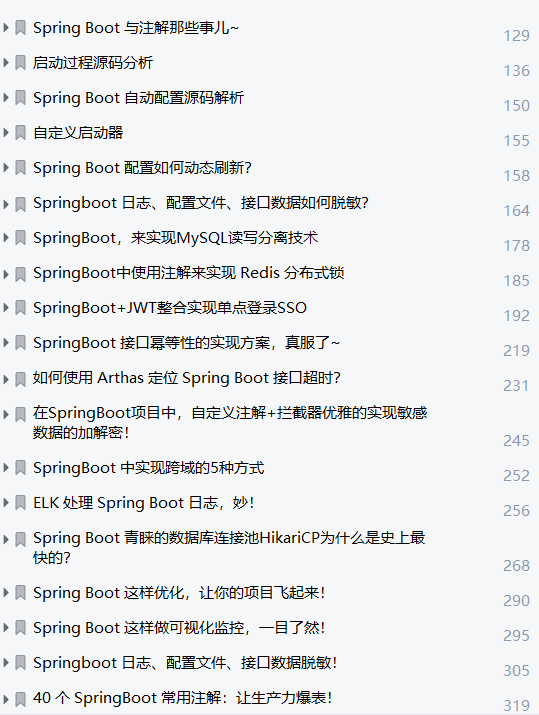 Spring Boot 与注解那些事儿~
129
启动过程源码分析
136
Spring Boot 自动配置源码解析
150
自定义启动器
155
Spring Boot 配置如何动态刷新?
158
Springboot 日志、配置文件、接口数据如何脱敏?
164
SpringBoot，来实现MySQL读写分离技术
178
SpringBoot中使用注解来实现 Redis 分布式锁
185
SpringBoot+JWT整合实现单点登录SSO
192
SpringBoot 接口幂等性的实现方案，真服了~
219
如何使用 Arthas 定位 Spring Boot 接口超时?
231
在SpringBoot项目中，自定义注解+拦截器优雅的实现敏感
数据的加解密!
245
SpringBoot 中实现跨域的5种方式
252
ELK 处理 Spring Boot 日志，妙!
256
Spring Boot 青睐的数据库连接池HikariCP为什么是史上最
快的?
268
Spring Boot 这样优化，让你的项目飞起来!
290
Spring Boot 这样做可视化监控，一目了然!
295
Springboot 日志、配置文件、接口数据脱敏!
305
40 个 SpringBoot 常用注解：让生产力爆表!
319